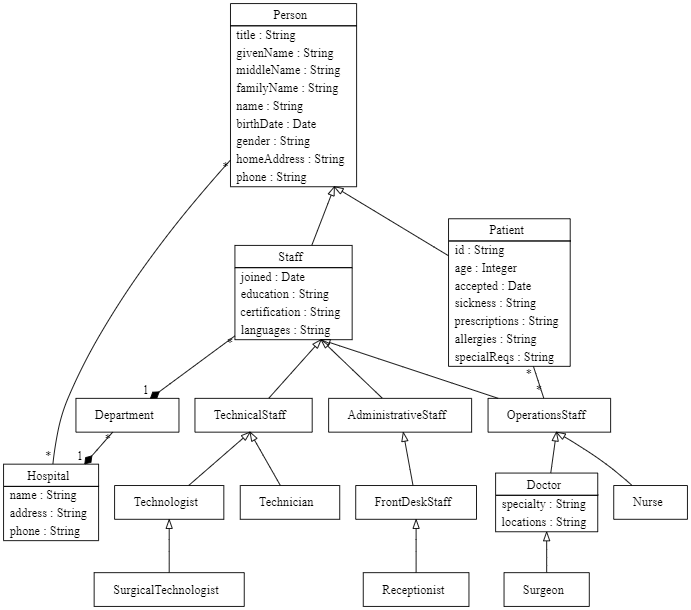 Person
title : String
givenName : String
middleName : String
familyName : String
name : String
birthDate : Date
gender : String
homeAddress : String
phone : String
*
Patient
id : String
age : Integer
accepted : Date
sickness : String
prescriptions : String
allergies : String
specialReqs : String
Staff
joined : Date
education : String
certification : String
languages : String
*
*
1
*
Department
TechnicalStaff
AdministrativeStaff
OperationsStaff
*
*
1
Hospital
name : String
address : String
phone : String
Technologist
Technician
FrontDeskStaff
Doctor
specialty : String
locations : String
Nurse
SurgicalTechnologist
Receptionist
Surgeon